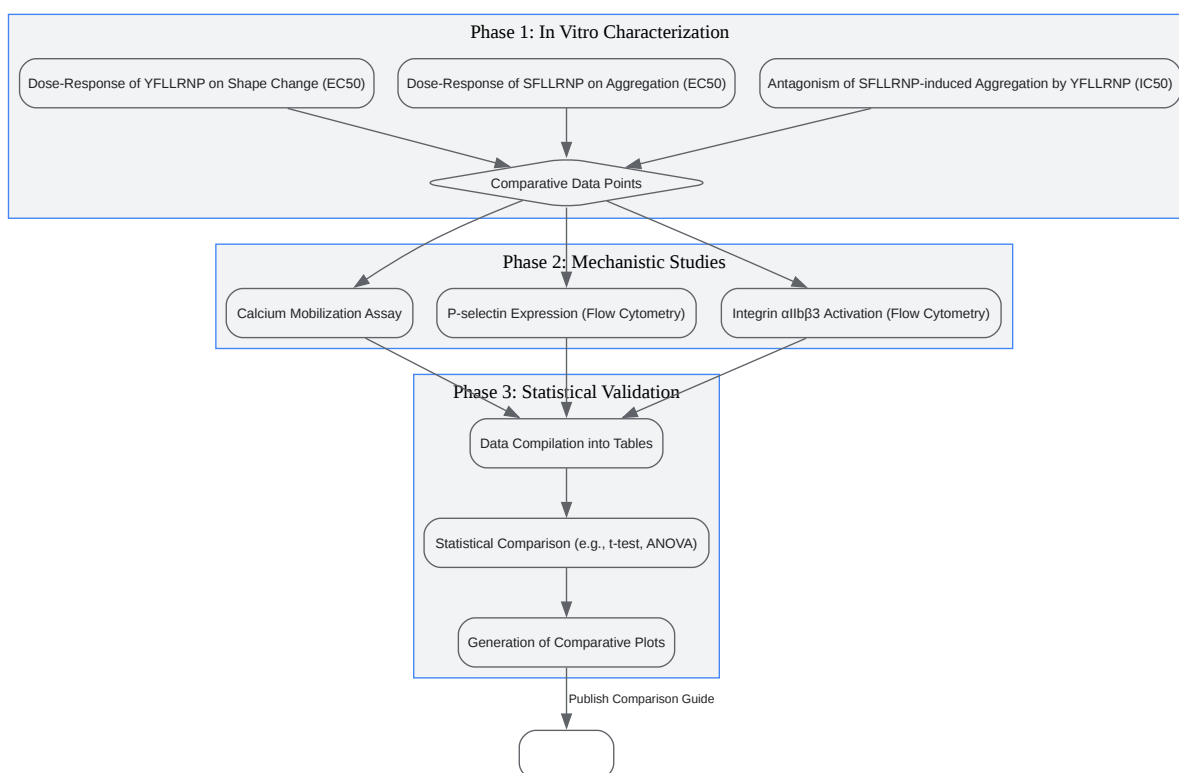 Phase 1: In Vitro Characterization
Dose-Response of YFLLRNP on Shape Change (EC50)
Dose-Response of SFLLRNP on Aggregation (EC50)
Antagonism of SFLLRNP-induced Aggregation by YFLLRNP (IC50)
Comparative Data Points
Phase 2: Mechanistic Studies
Calcium Mobilization Assay
P-selectin Expression (Flow Cytometry)
Integrin αIIbβ3 Activation (Flow Cytometry)
Phase 3: Statistical Validation
Data Compilation into Tables
Statistical Comparison (e.g., t-test, ANOVA)
Generation of Comparative Plots
Publish Comparison Guide